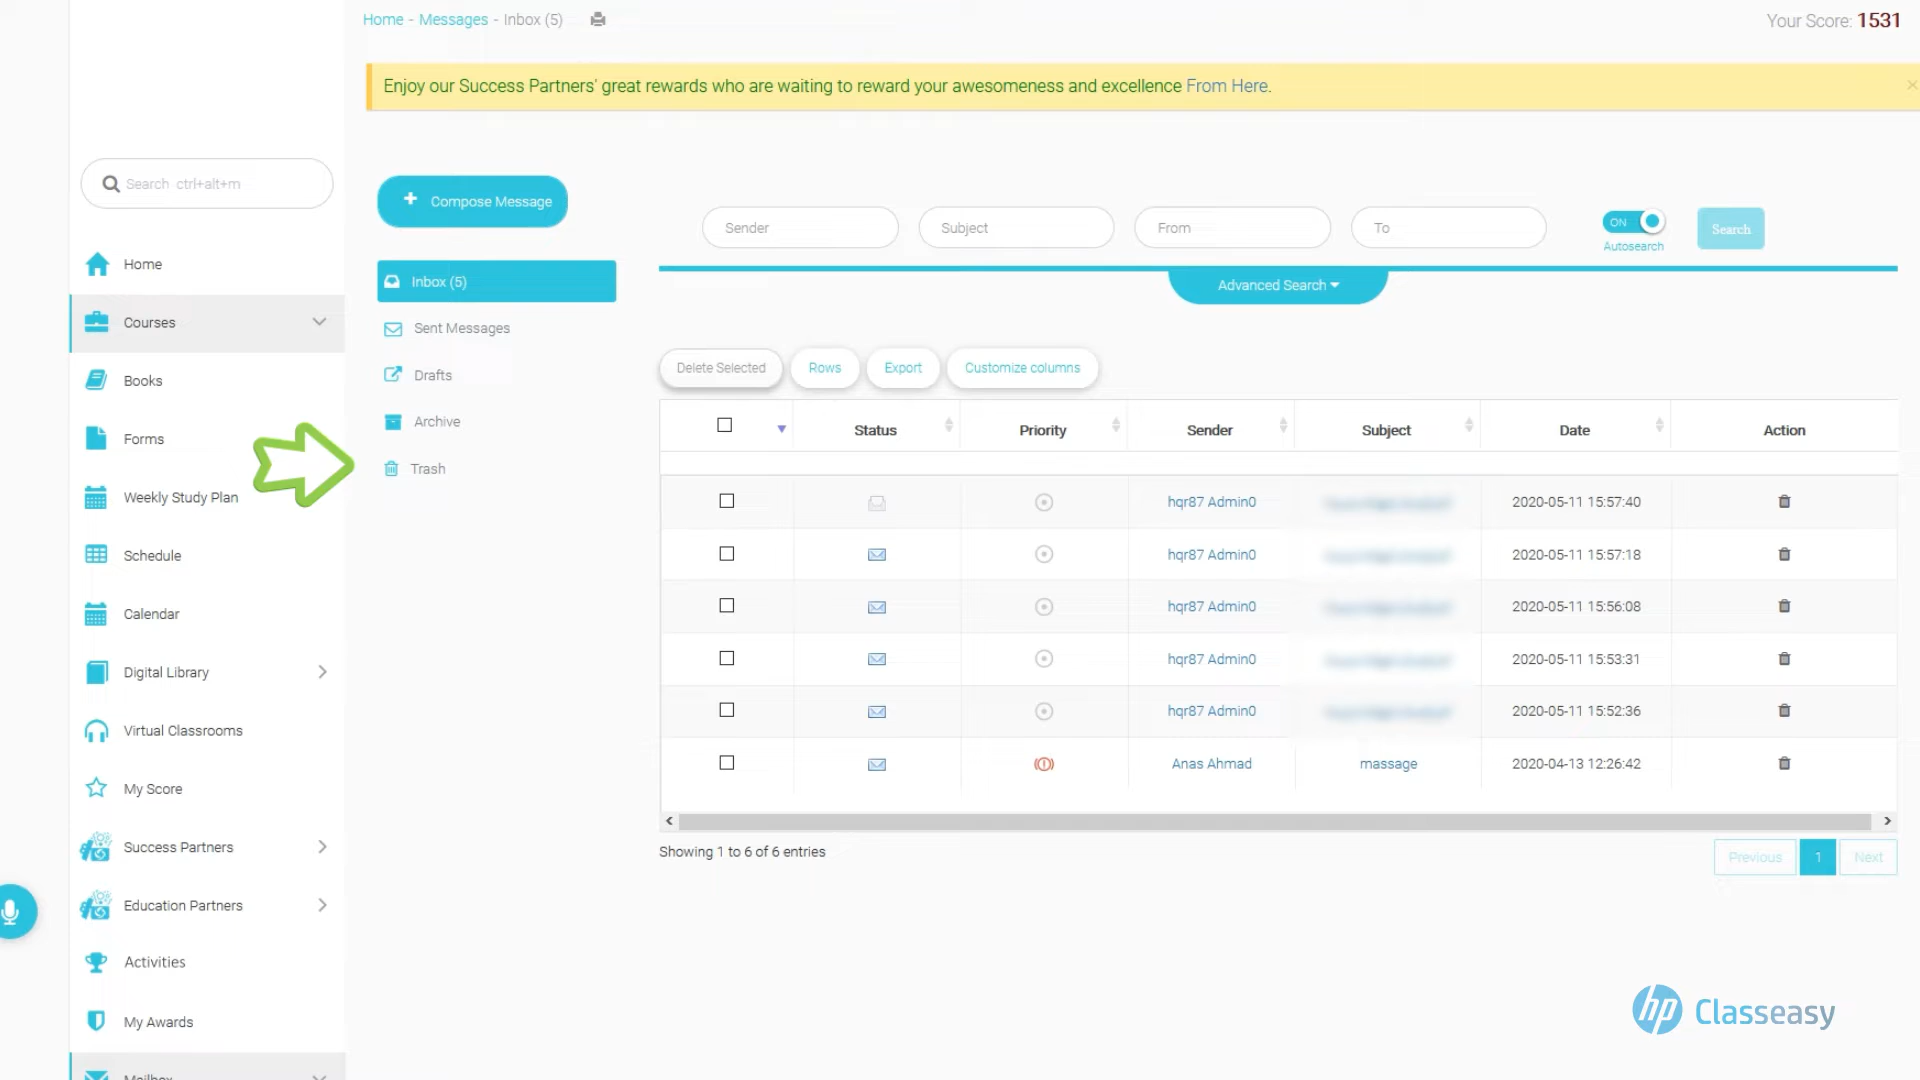 Home - Messages - Inbox (5)
Your Score: 1531
Enjoy our Success Partners' great rewards who are waiting to reward your awesomeness and excellence From Here.
×
Search ctrl+alt+m
Home
Courses
Books
Forms
Weekly Study Plan
Schedule
Calendar
Digital Library
Virtual Classrooms
My Score
Success Partners
Education Partners
Activities
My Awards
Mailbox
+ Compose Message
Inbox (5)
Sent Messages
Drafts
Archive
Trash
Sender Subject From To ON Search
Autosearch
Advanced Search
Delete Selected Rows Export Customize columns
Status Priority Sender Subject Date Action
hqr87 Admin0 2020-05-11 15:57:40
hqr87 Admin0 2020-05-11 15:57:18
hqr87 Admin0 2020-05-11 15:56:08
hqr87 Admin0 2020-05-11 15:53:31
hqr87 Admin0 2020-05-11 15:52:36
Anas Ahmad massage 2020-04-13 12:26:42
Showing 1 to 6 of 6 entries
Previous 1 Next
hp Classeasy